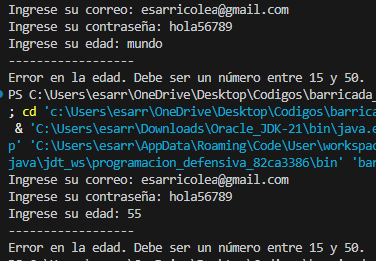 Ingrese su correo: esarricolea@gmail.com
Ingrese su contraseña: hola56789
Ingrese su edad: mundo
-----------------
Error en la edad. Debe ser un número entre 15 y 50.
PS C:\Users\esarr\OneDrive\Desktop\Codigos\barricada_
; cd 'c:\Users\esarr\OneDrive\Desktop\Codigos\barrica
& 'C:\Users\esarr\Downloads\Oracle_JDK-21\bin\java.e
p' 'C:\Users\esarr\AppData\Roaming\Code\User\workspac
java\jdt_ws\programacion_defensiva_82ca3386\bin' 'bar
Ingrese su correo: esarricolea@gmail.com
Ingrese su contraseña: hola56789
Ingrese su edad: 55
-----------------
Error en la edad. Debe ser un número entre 15 y 50.